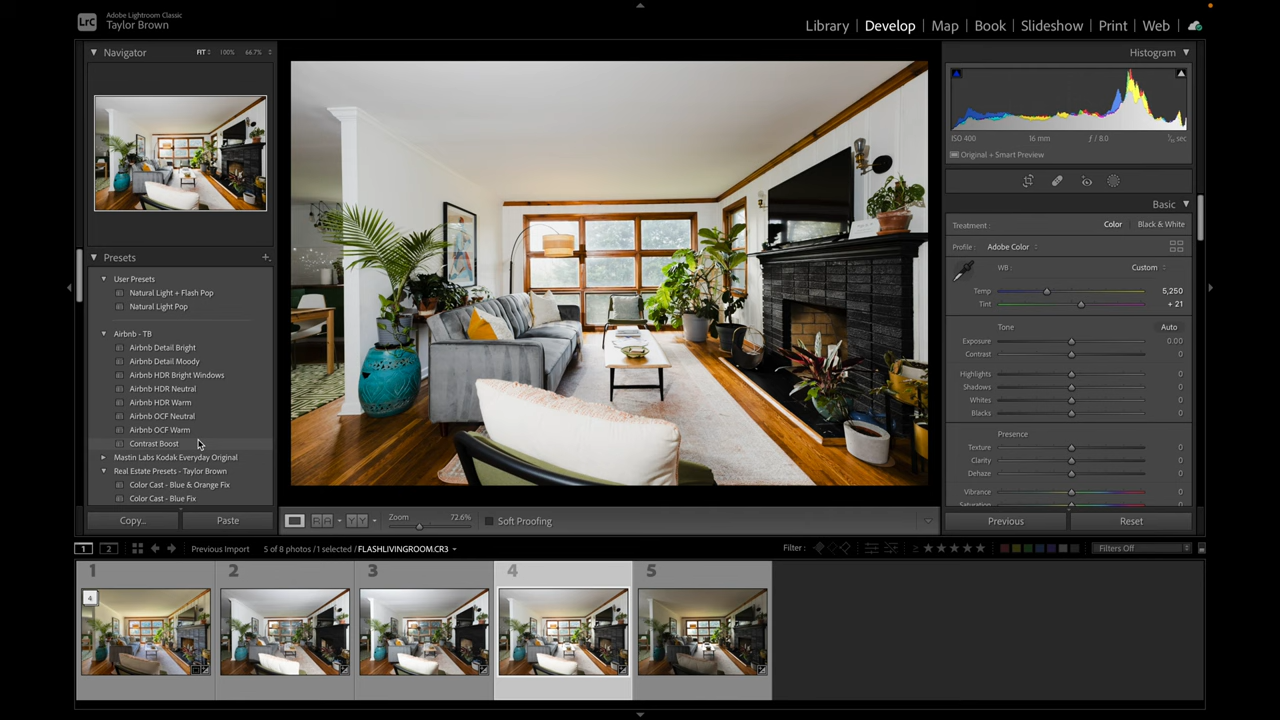 Lrc
Adobe Lightroom Classic
Taylor Brown
Library | Develop | Map | Book | Slideshow | Print | Web
Navigator FIT 100% 66.7%
Presets +
User Presets
Natural Light + Flash Pop
Natural Light Pop
Airbnb - TB
Airbnb Detail Bright
Airbnb Detail Moody
Airbnb HDR Bright Windows
Airbnb HDR Neutral
Airbnb HDR Warm
Airbnb OCF Neutral
Airbnb OCF Warm
Contrast Boost
Mastin Labs Kodak Everyday Original
Real Estate Presets - Taylor Brown
Color Cast - Blue & Orange Fix
Color Cast - Blue Fix
Copy... Paste
Zoom 72.6% Soft Proofing
Histogram
ISO 400 16 mm ƒ / 8.0
Original + Smart Preview
Basic
Treatment : Color Black & White
Profile : Adobe Color
WB : Custom
Temp 5,250
Tint + 21
Tone Auto
Exposure 0.00
Contrast 0
Highlights 0
Shadows 0
Whites 0
Blacks 0
Presence
Texture 0
Clarity 0
Dehaze 0
Vibrance 0
Saturation 0
Previous Reset
1 2 Previous Import 5 of 8 photos / 1 selected / FLASHLIVINGROOM.CR3
Filter : Filters Off
1 2 3 4 5
4